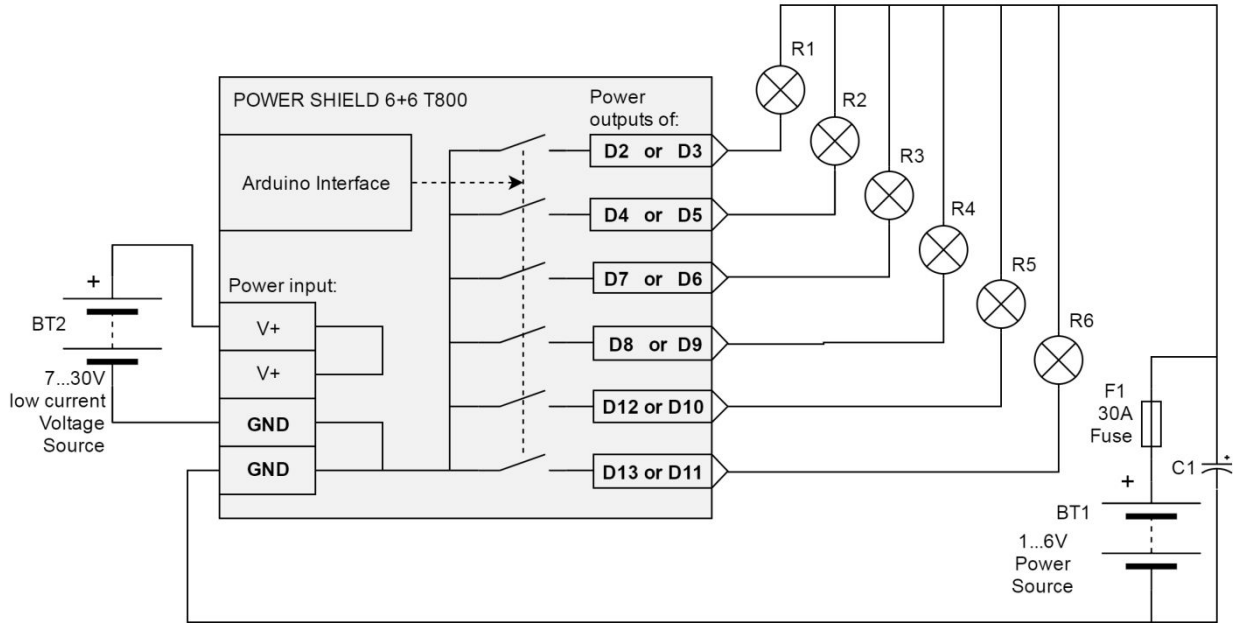 POWER SHIELD 6+6 T800
Power
outputs of:
Arduino Interface
D2 or D3
D4 or D5
D7 or D6
D8 or D9
D12 or D10
D13 or D11
Power input:
V+
V+
GND
GND
+
BT2
7...30V
low current
Voltage
Source
R1
R2
R3
R4
R5
R6
F1
30A
Fuse
C1
+
+
BT1
1...6V
Power
Source